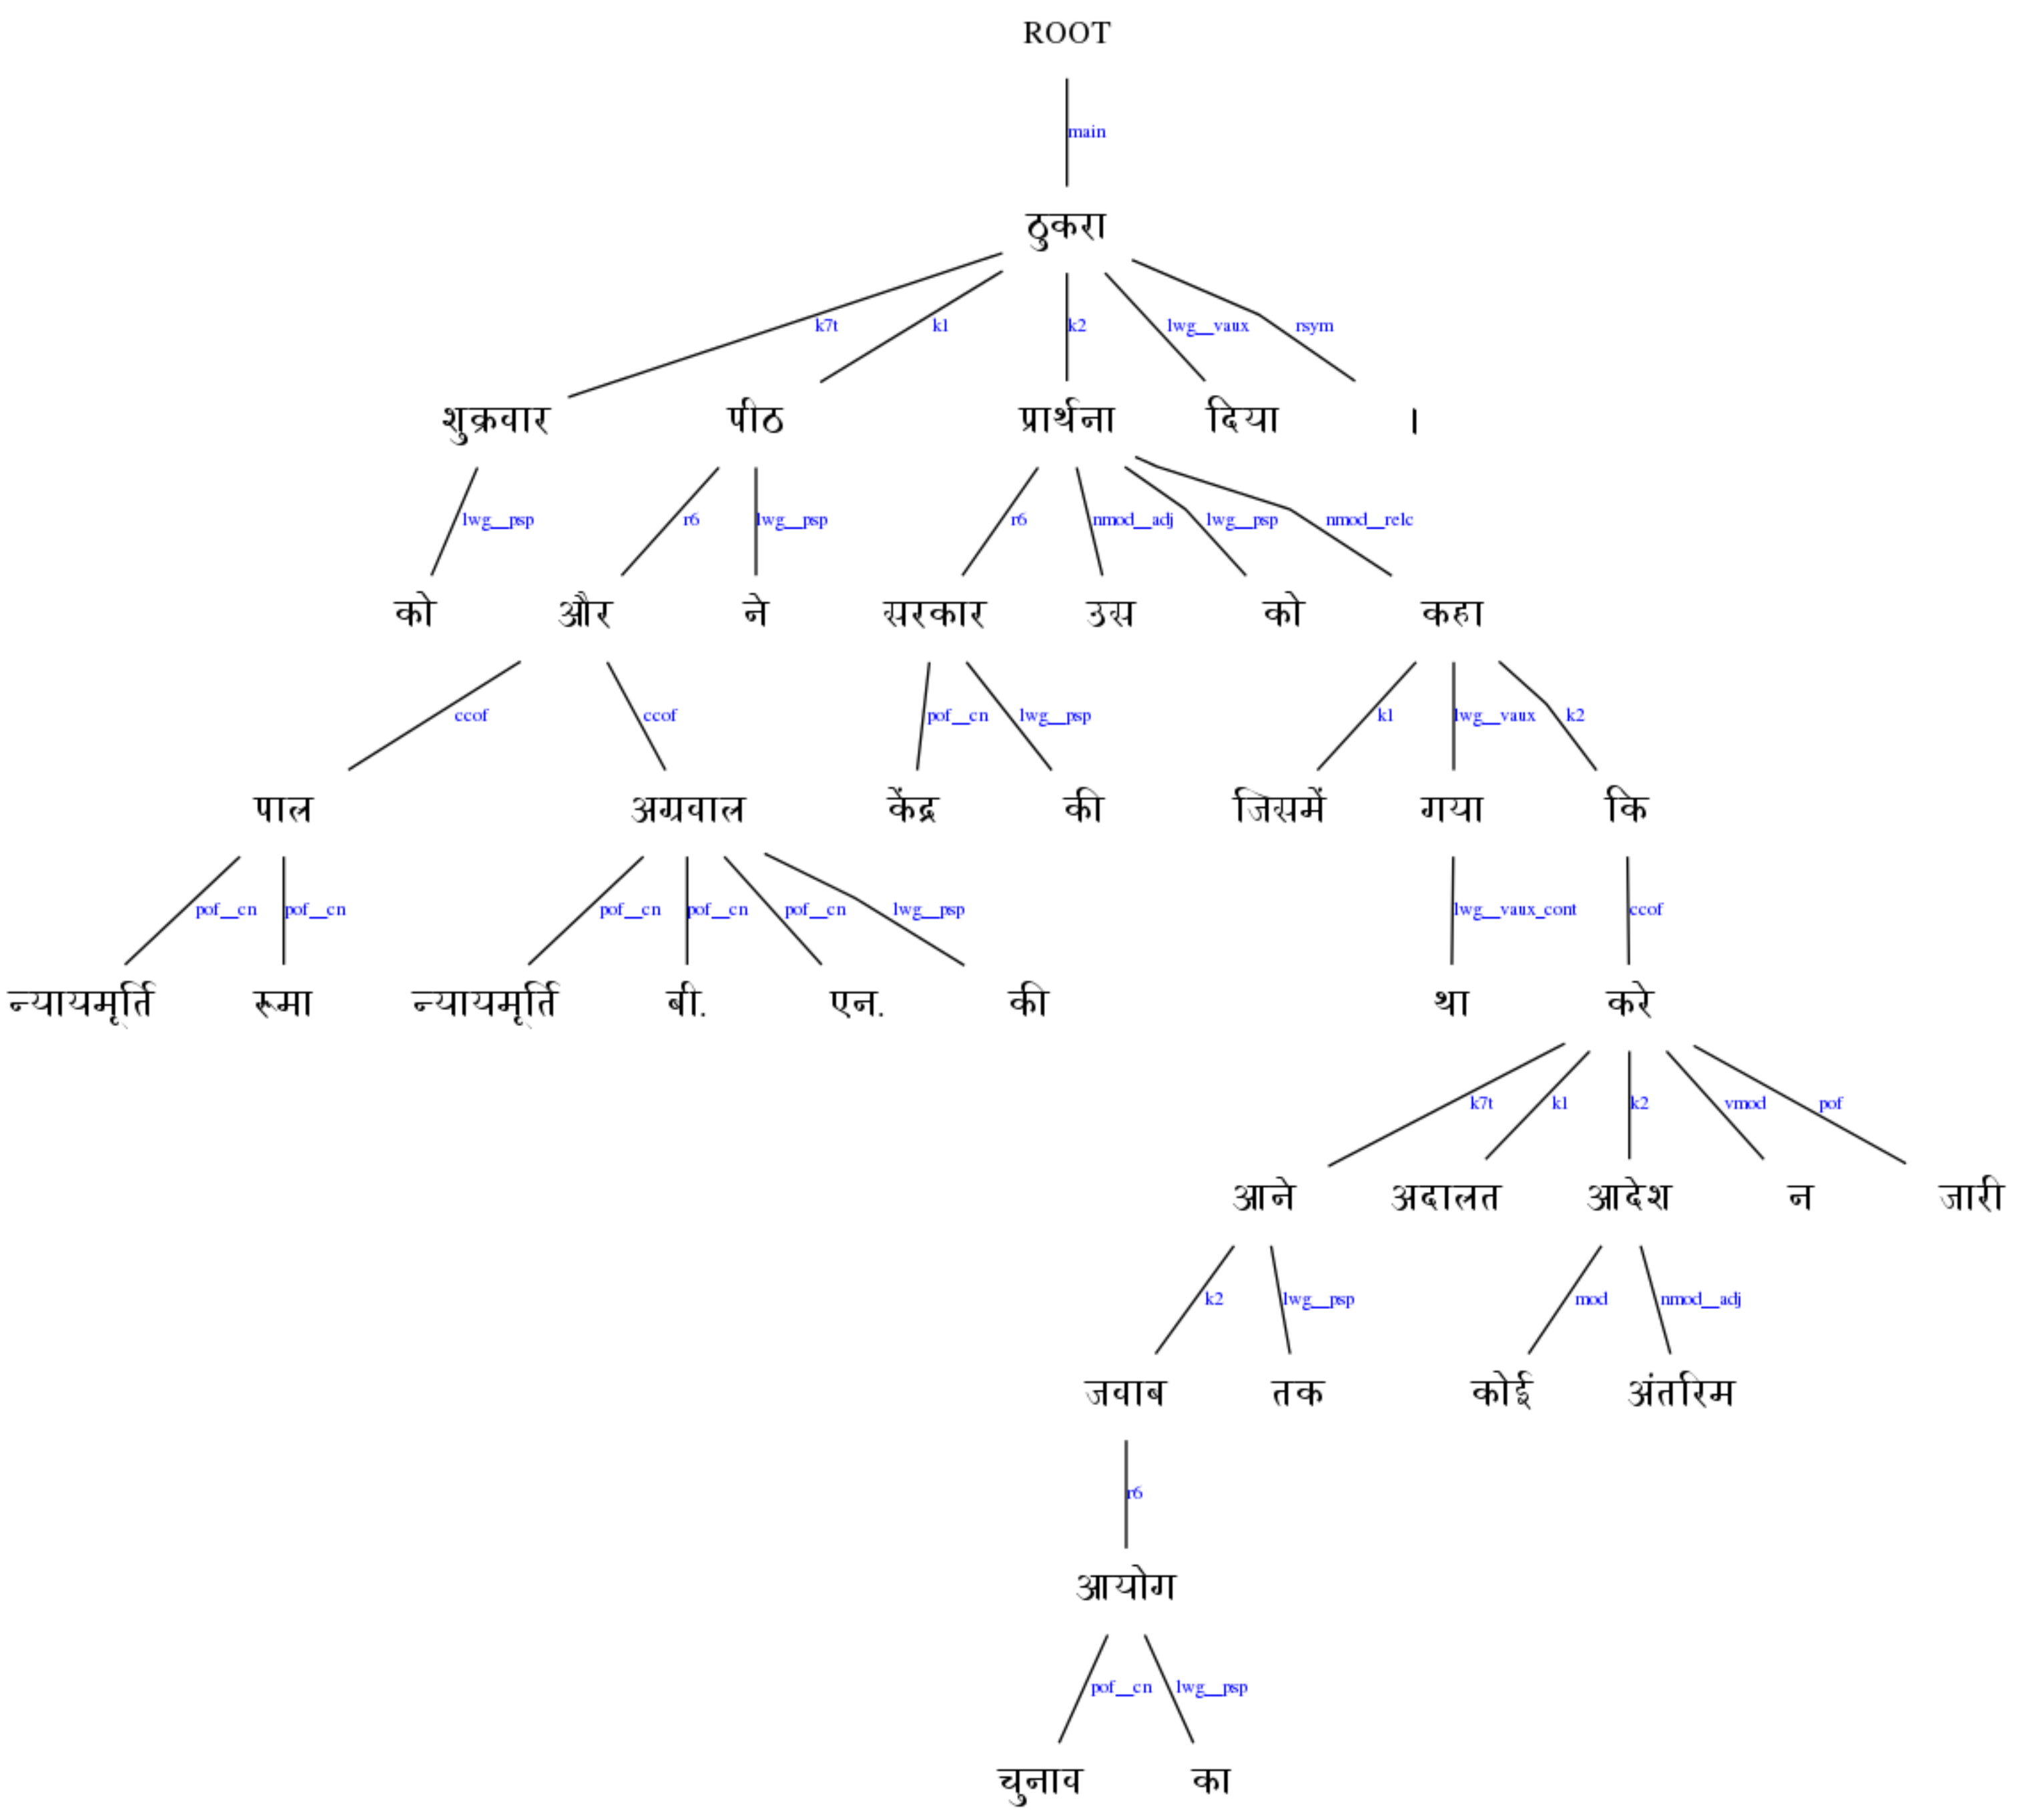 ROOT
main
ठुकरा
k7t k1 k2 lwg__vaux rsym
शुक्रवार पीठ प्रार्थना दिया ।
lwg__psp r6 lwg__psp r6 nmod__adj lwg__psp nmod__relc
को और ने सरकार उस को कहा
ccof ccof pof__cn lwg__psp k1 lwg__vaux k2
पाल अग्रवाल केंद्र की जिसमें गया कि
pof__cn pof__cn pof__cn pof__cn pof__cn lwg__psp lwg__vaux_cont ccof
न्यायमूर्ति रूमा न्यायमूर्ति बी. एन. की था करे
k7t k1 k2 vmod pof
आने अदालत आदेश न जारी
k2 lwg__psp mod nmod__adj
जवाब तक कोई अंतरिम
r6
आयोग
pof__cn lwg__psp
चुनाव का